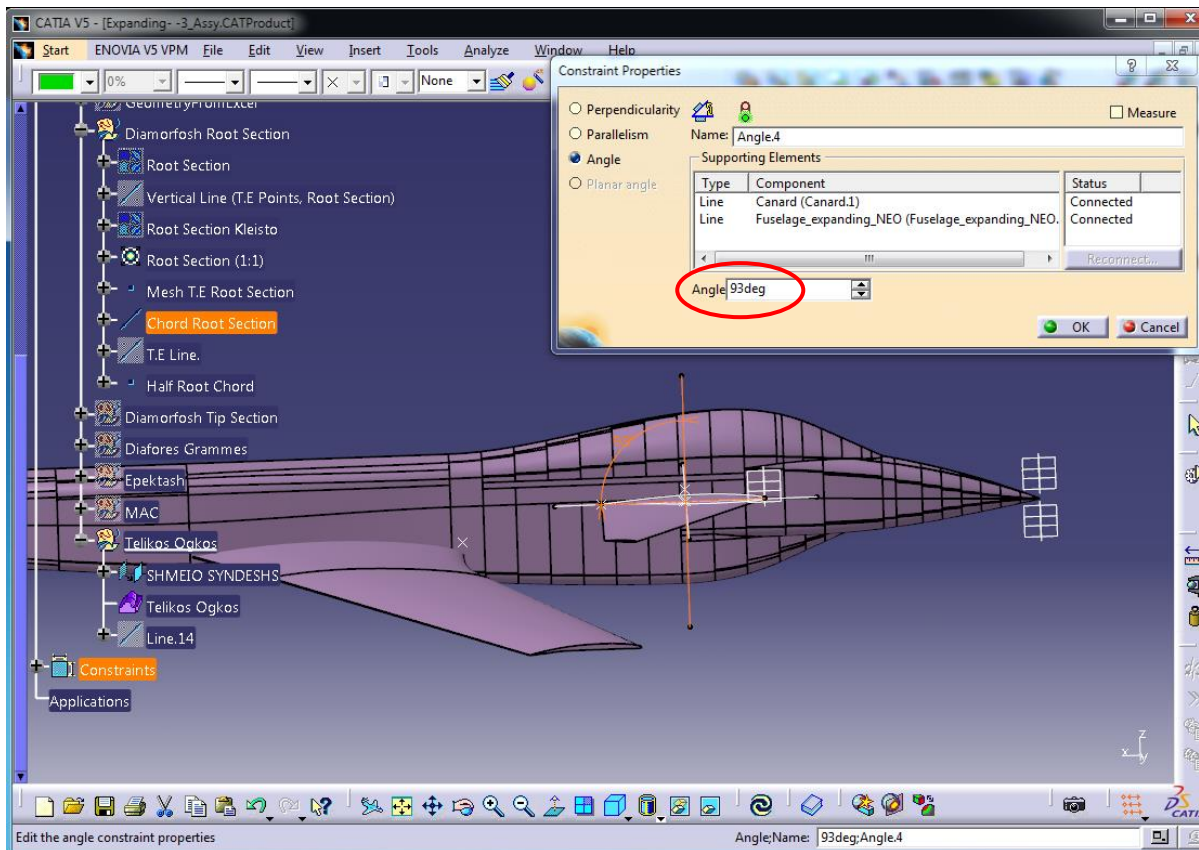 CATIA V5 - [Expanding- -3_Assy.CATProduct]
Start ENOVIA V5 VPM File Edit View Insert Tools Analyze Window Help
0% None
Constraint Properties
Perpendicularity
Parallelism
Angle
Planar angle
Measure
Name: Angle.4
Supporting Elements
Type Component Status
Line Canard (Canard.1) Connected
Line Fuselage_expanding_NEO (Fuselage_expanding_NEO. Connected
Reconnect...
Angle 93deg
OK Cancel
GeometryFromExcel
Diamorfosh Root Section
Root Section
Vertical Line (T.E Points, Root Section)
Root Section Kleisto
Root Section (1:1)
Mesh T.E Root Section
Chord Root Section
T.E Line.
Half Root Chord
Diamorfosh Tip Section
Diafores Grammes
Epektash
MAC
Telikos Ogkos
SHMEIO SYNDESHS
Telikos Ogkos
Line.14
Constraints
Applications
z
x y
CATIA
Edit the angle constraint properties
Angle;Name: 93deg;Angle.4